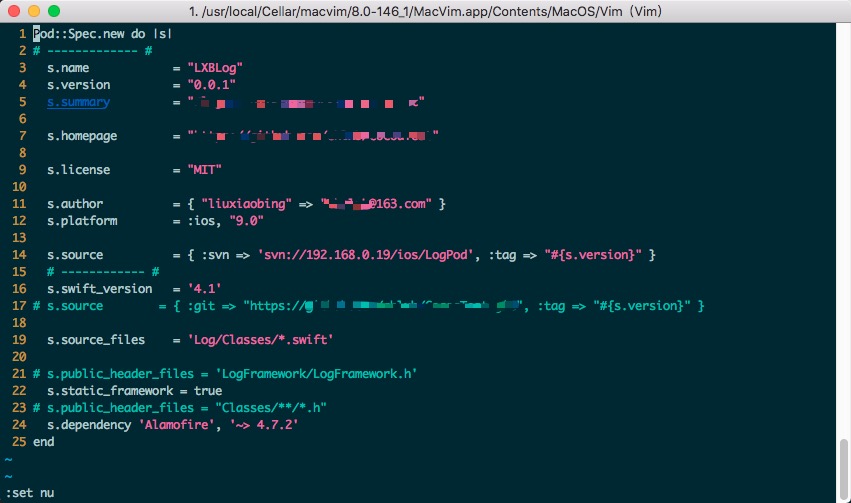 1. /usr/local/Cellar/macvim/8.0-146_1/MacVim.app/Contents/MacOS/Vim (Vim)
1 Pod::Spec.new do |s|
2 # ------------- #
3   s.name            = "LXBLog"
4   s.version         = "0.0.1"
5   s.summary         = "
6
7   s.homepage        = "
8
9   s.license         = "MIT"
10
11   s.author          = { "liuxiaobing" => "@163.com" }
12   s.platform        = :ios, "9.0"
13
14   s.source          = { :svn => 'svn://192.168.0.19/ios/LogPod', :tag => "#{s.version}" }
15   # ------------ #
16   s.swift_version   = '4.1'
17 # s.source        = { :git => "https://", :tag => "#{s.version}" }
18
19   s.source_files    = 'Log/Classes/*.swift'
20
21 # s.public_header_files = 'LogFramework/LogFramework.h'
22   s.static_framework = true
23 # s.public_header_files = "Classes/**/*.h"
24   s.dependency 'Alamofire', '~> 4.7.2'
25 end
~
~
:set nu